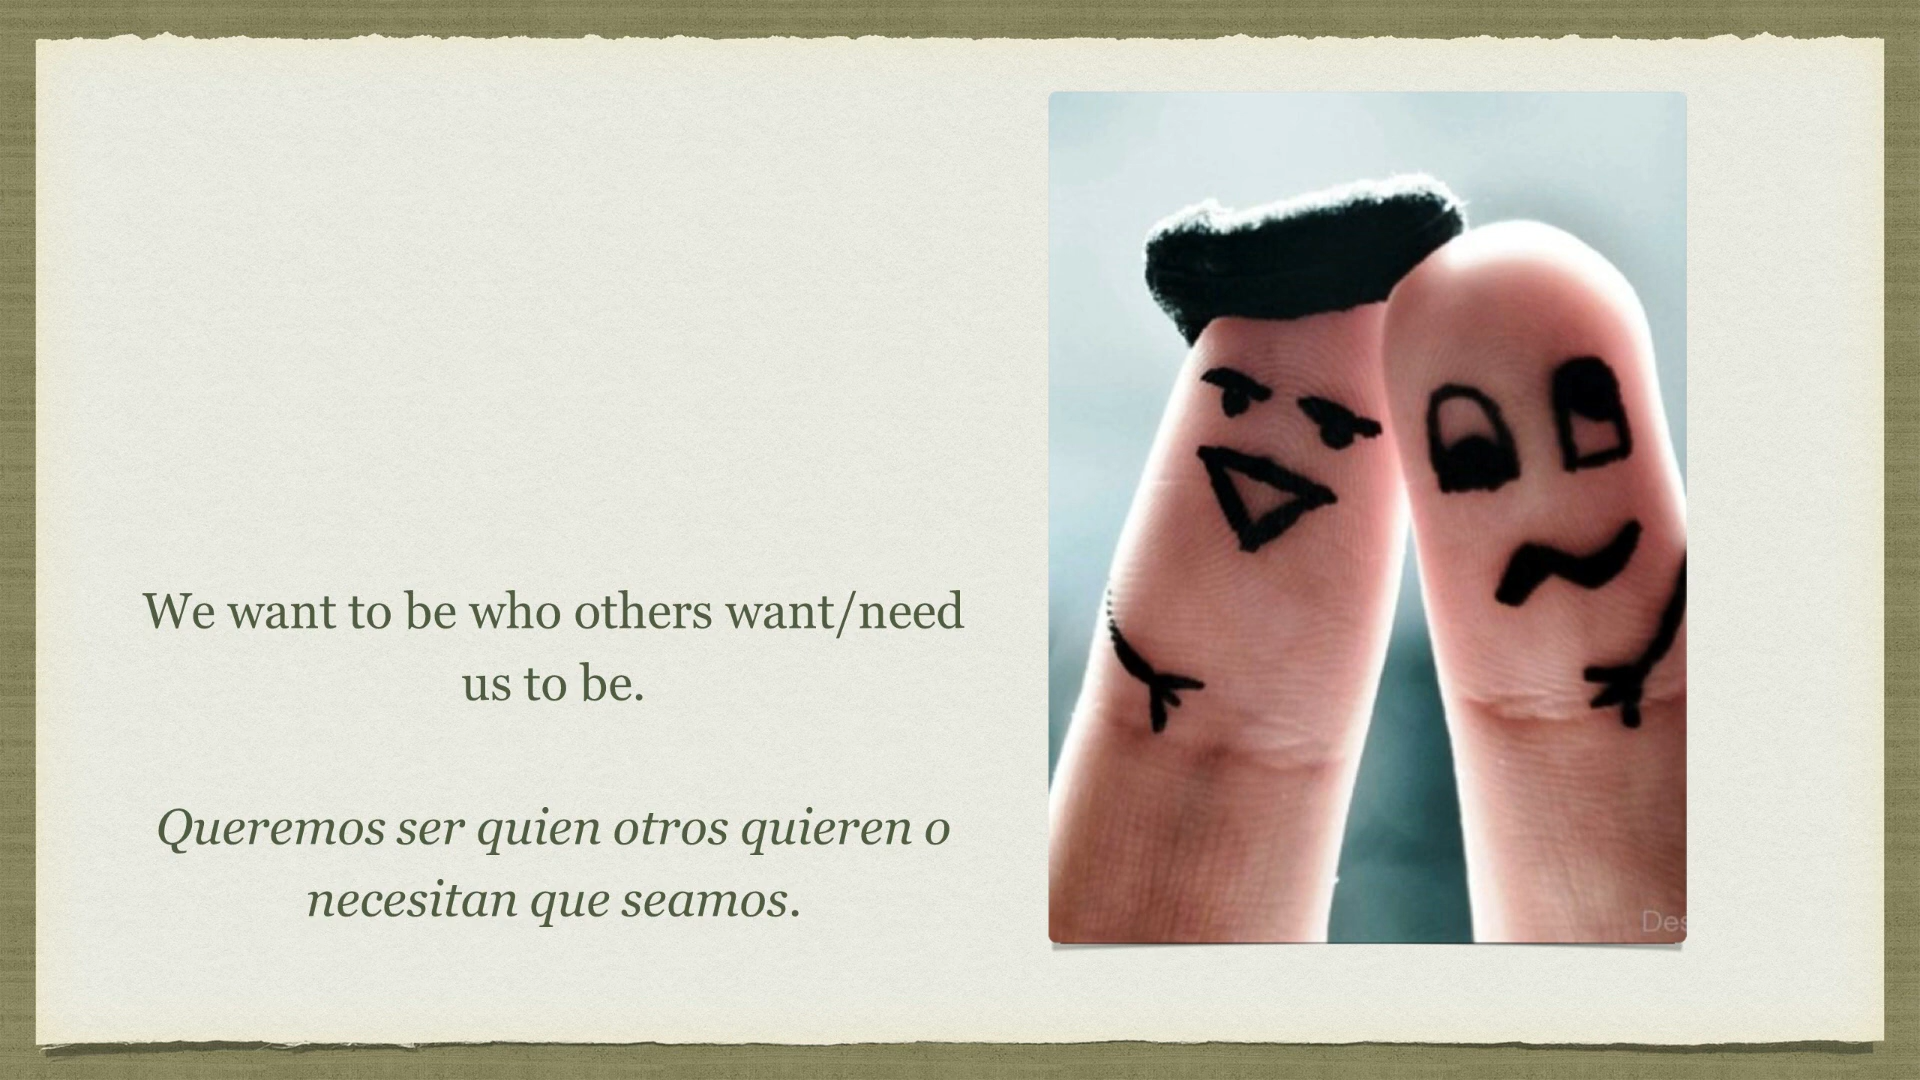 We want to be who others want/need
us to be.
Queremos ser quien otros quieren o
necesitan que seamos.
Des